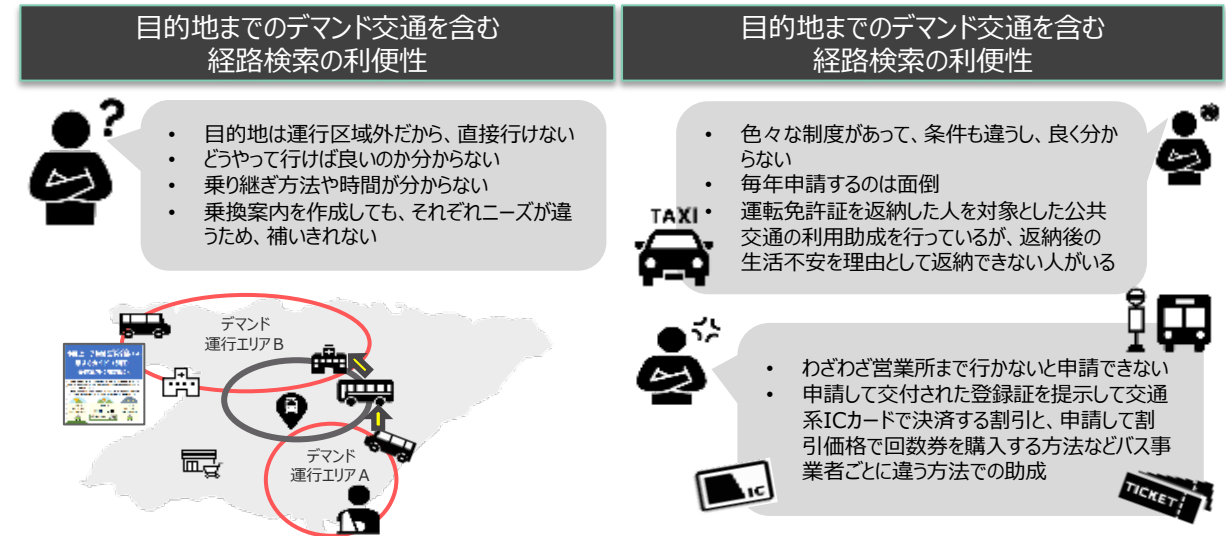 目的地までのデマンド交通を含む
経路検索の利便性
• 目的地は運行区域外だから、直接行けない
• どうやって行けば良いのか分からない
• 乗り継ぎ方法や時間が分からない
• 乗換案内を作成しても、それぞれニーズが違
うため、補いきれない
デマンド
運行エリアB
デマンド
運行エリアA
目的地までのデマンド交通を含む
経路検索の利便性
• 色々な制度があって、条件も違うし、良く分か
らない
• 毎年申請するのは面倒
• 運転免許証を返納した人を対象とした公共
交通の利用助成を行っているが、返納後の
生活不安を理由として返納できない人がいる
TAXI
• わざわざ営業所まで行かないと申請できない
• 申請して交付された登録証を提示して交通
系ICカードで決済する割引と、申請して割
引価格で回数券を購入する方法などバス事
業者ごとに違う方法での助成
IC
TICKET